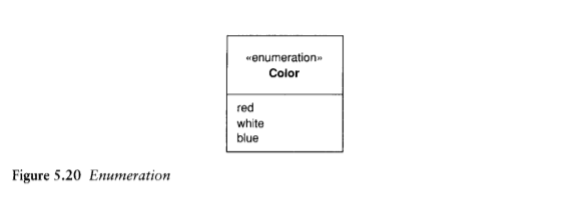 «enumeration»
Color
red
white
blue
Figure 5.20 Enumeration